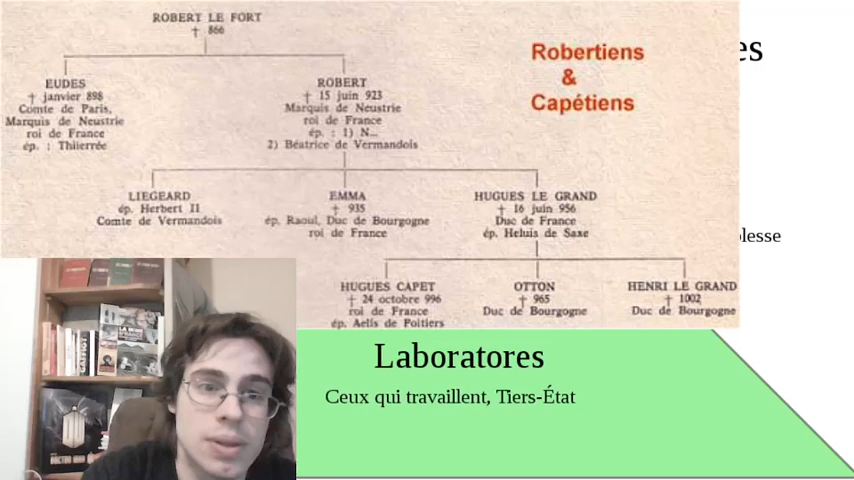 ROBERT LE FORT
† 866
EUDES
† janvier 898
Comte de Paris,
Marquis de Neustrie
roi de France
ép. : Thiierrée
ROBERT
† 15 juin 923
Marquis de Neustrie
roi de France
ép. : 1) N...
2) Béatrice de Vermandois
Robertiens
&
Capétiens
LIEGEARD
ép. Herbert II
Comte de Vermandois
EMMA
† 935
ép. Raoul, Duc de Bourgogne
roi de France
HUGUES LE GRAND
† 16 juin 956
Duc de France
ép. Heluis de Saxe
HUGUES CAPET
† 24 octobre 996
roi de France
ép. Aelis de Poitiers
OTTON
† 965
Duc de Bourgogne
HENRI LE GRAND
† 1002
Duc de Bourgogne
es
blesse
Laboratores
Ceux qui travaillent, Tiers-État